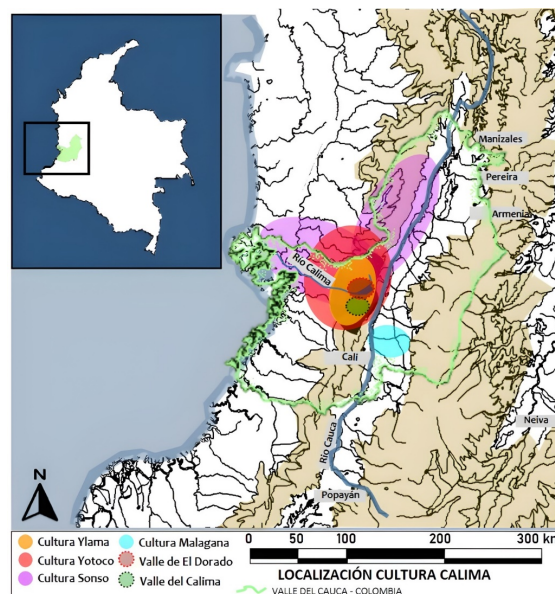 Manizales
Pereira
Armenia
Río Calima
Cali
Neiva
Río Cauca
Popayán
N
Cultura Ylama
Cultura Malagana
Cultura Yotoco
Valle de El Dorado
Cultura Sonso
Valle del Calima
0 100 200 300 km
LOCALIZACIÓN CULTURA CALIMA
VALLE DEL CAUCA - COLOMBIA